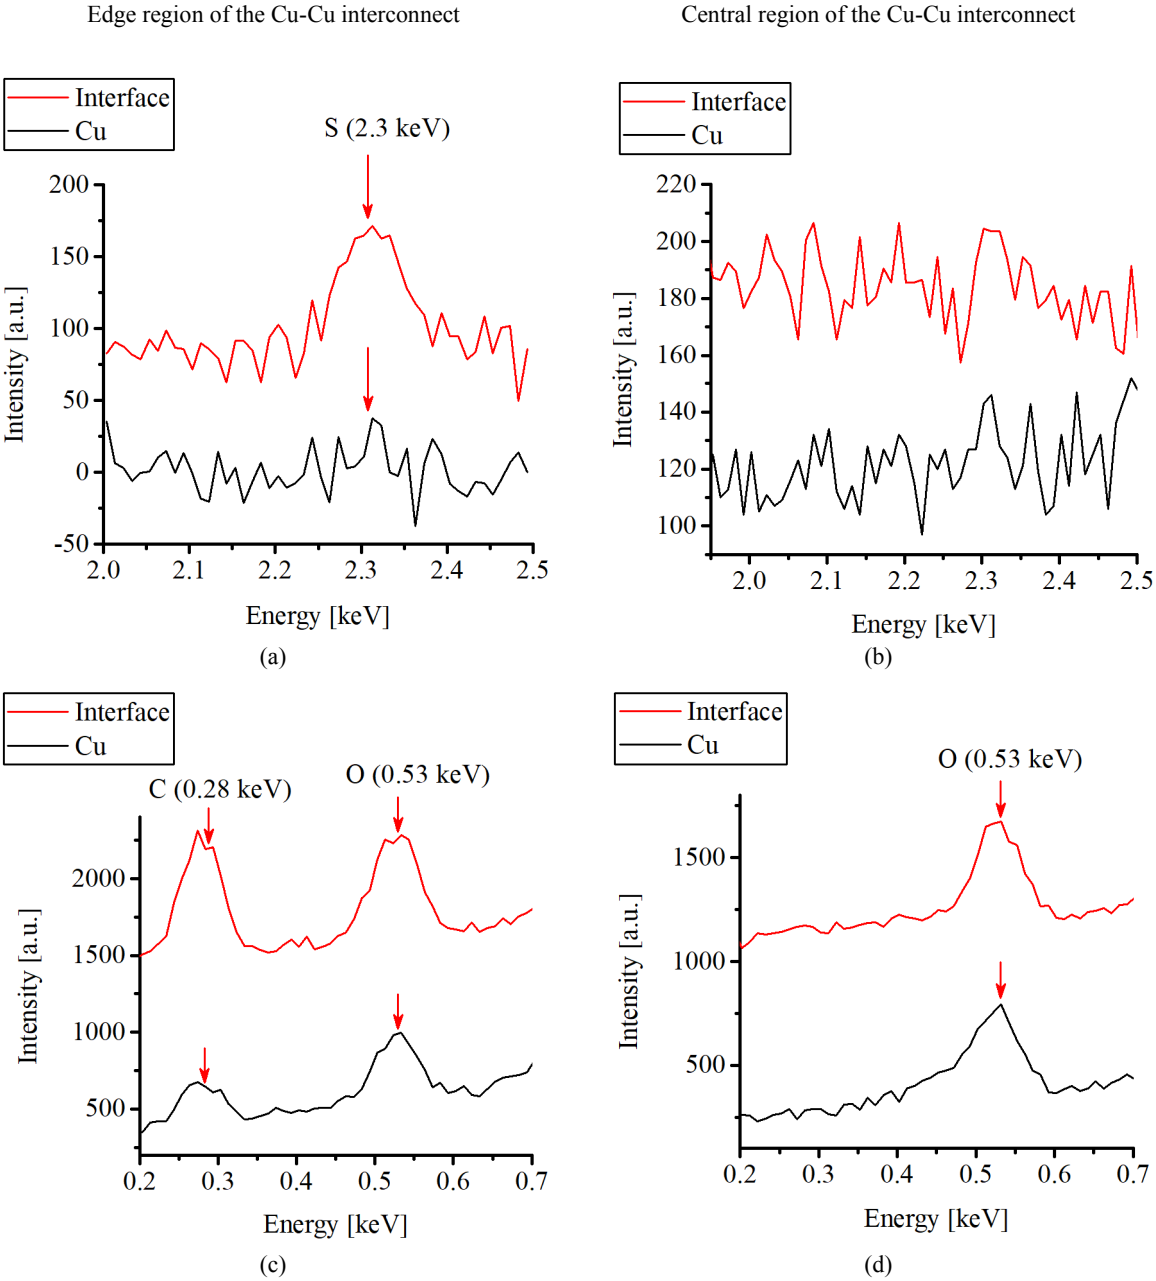 Edge region of the Cu-Cu interconnect
Central region of the Cu-Cu interconnect
Interface
Cu
S (2.3 keV)
200
150
100
50
0
-50
2.0 2.1 2.2 2.3 2.4 2.5
Intensity [a.u.]
Energy [keV]
(a)
Interface
Cu
220
200
180
160
140
120
100
2.0 2.1 2.2 2.3 2.4 2.5
Intensity [a.u.]
Energy [keV]
(b)
Interface
Cu
C (0.28 keV)
O (0.53 keV)
2000
1500
1000
500
0.2 0.3 0.4 0.5 0.6 0.7
Intensity [a.u.]
Energy [keV]
(c)
Interface
Cu
O (0.53 keV)
1500
1000
500
0.2 0.3 0.4 0.5 0.6 0.7
Intensity [a.u.]
Energy [keV]
(d)